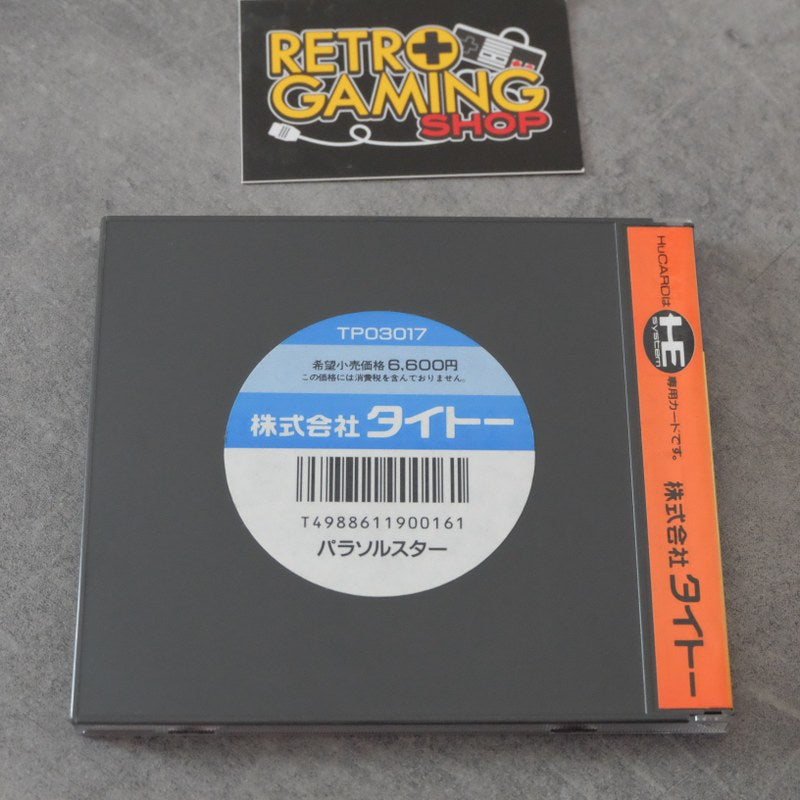 RETRO
GAMING
SHOP
TP03017
希望小売価格 6,600円
この価格には消費税を含んでおりません。
株式会社 タイトー
T4988611900161
パラソルスター
HuCARDは HE SYSTEM 専用カードです。 株式会社 タイトー